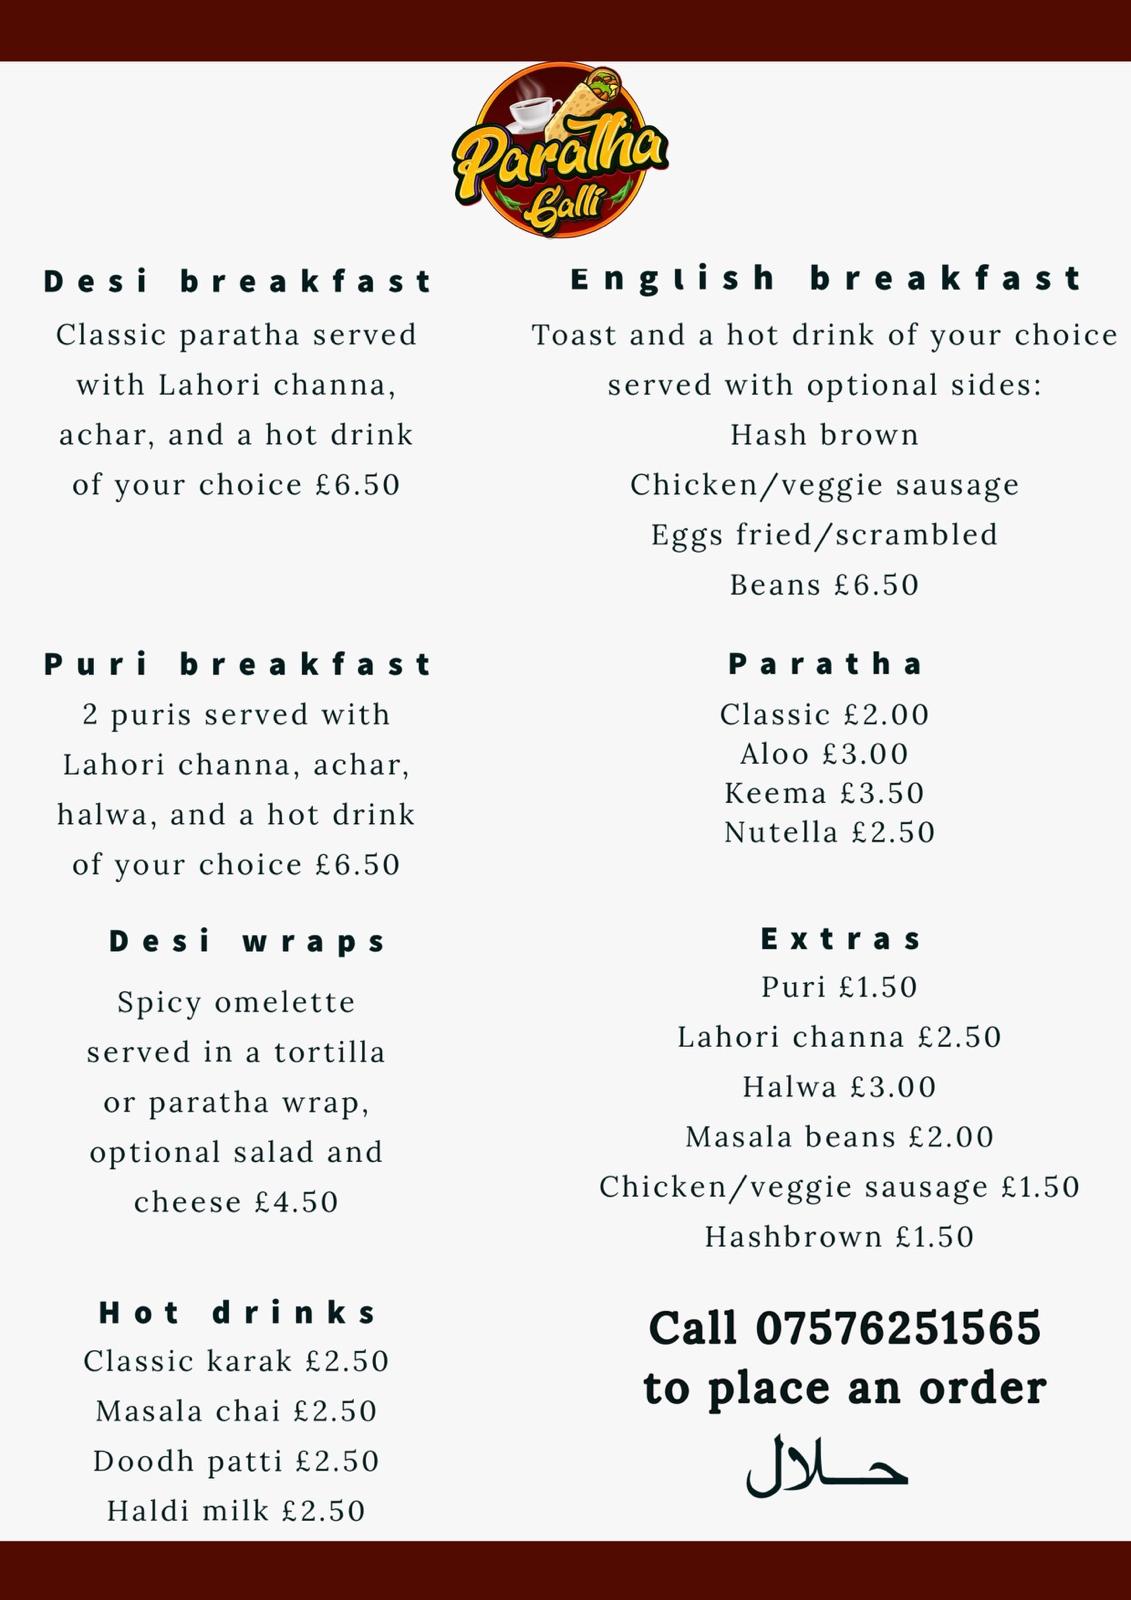 Paratha
Galli
Desi breakfast
Classic paratha served
with Lahori channa,
achar, and a hot drink
of your choice £6.50
English breakfast
Toast and a hot drink of your choice
served with optional sides:
Hash brown
Chicken/veggie sausage
Eggs fried/scrambled
Beans £6.50
Puri breakfast
2 puris served with
Lahori channa, achar,
halwa, and a hot drink
of your choice £6.50
Paratha
Classic £2.00
Aloo £3.00
Keema £3.50
Nutella £2.50
Desi wraps
Spicy omelette
served in a tortilla
or paratha wrap,
optional salad and
cheese £4.50
Extras
Puri £1.50
Lahori channa £2.50
Halwa £3.00
Masala beans £2.00
Chicken/veggie sausage £1.50
Hashbrown £1.50
Hot drinks
Classic karak £2.50
Masala chai £2.50
Doodh patti £2.50
Haldi milk £2.50
Call 07576251565
to place an order
حـــلال